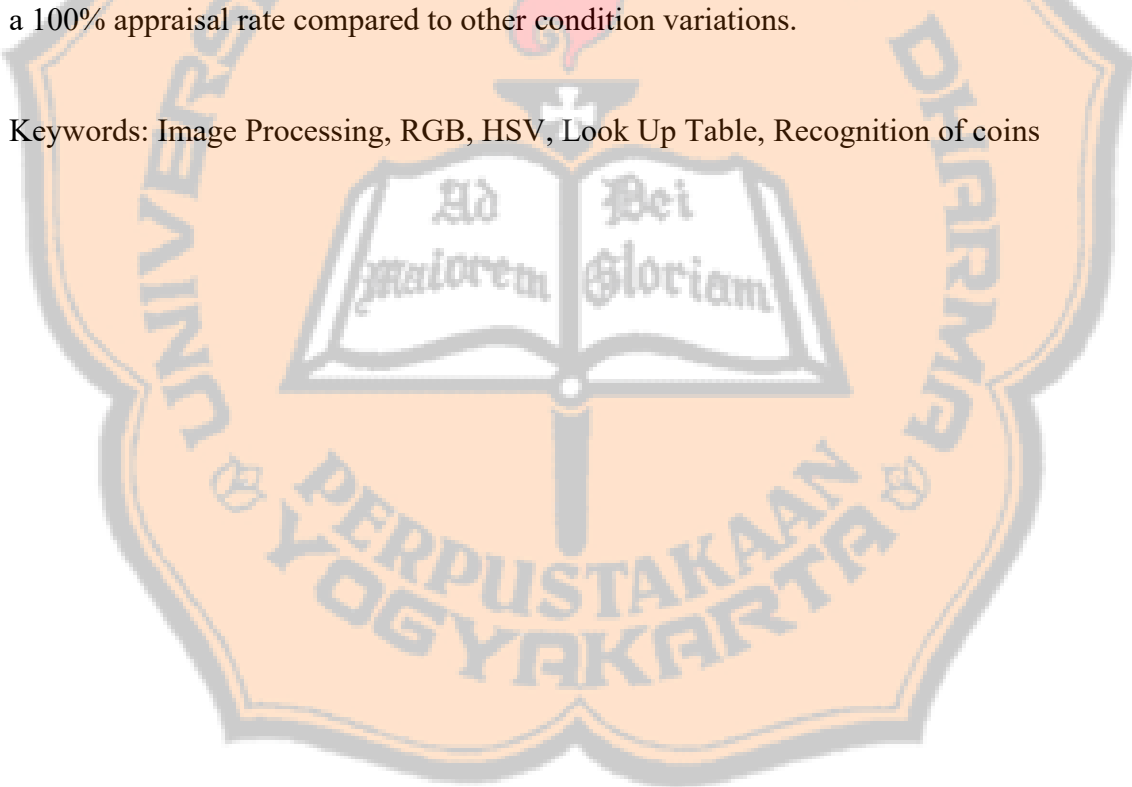 a 100% appraisal rate compared to other condition variations.
Keywords: Image Processing, RGB, HSV, Look Up Table, Recognition of coins
Ad Dei
maiorem Gloriam
DHARMA
PERPUSTAKAAN
YOGYAKARTA